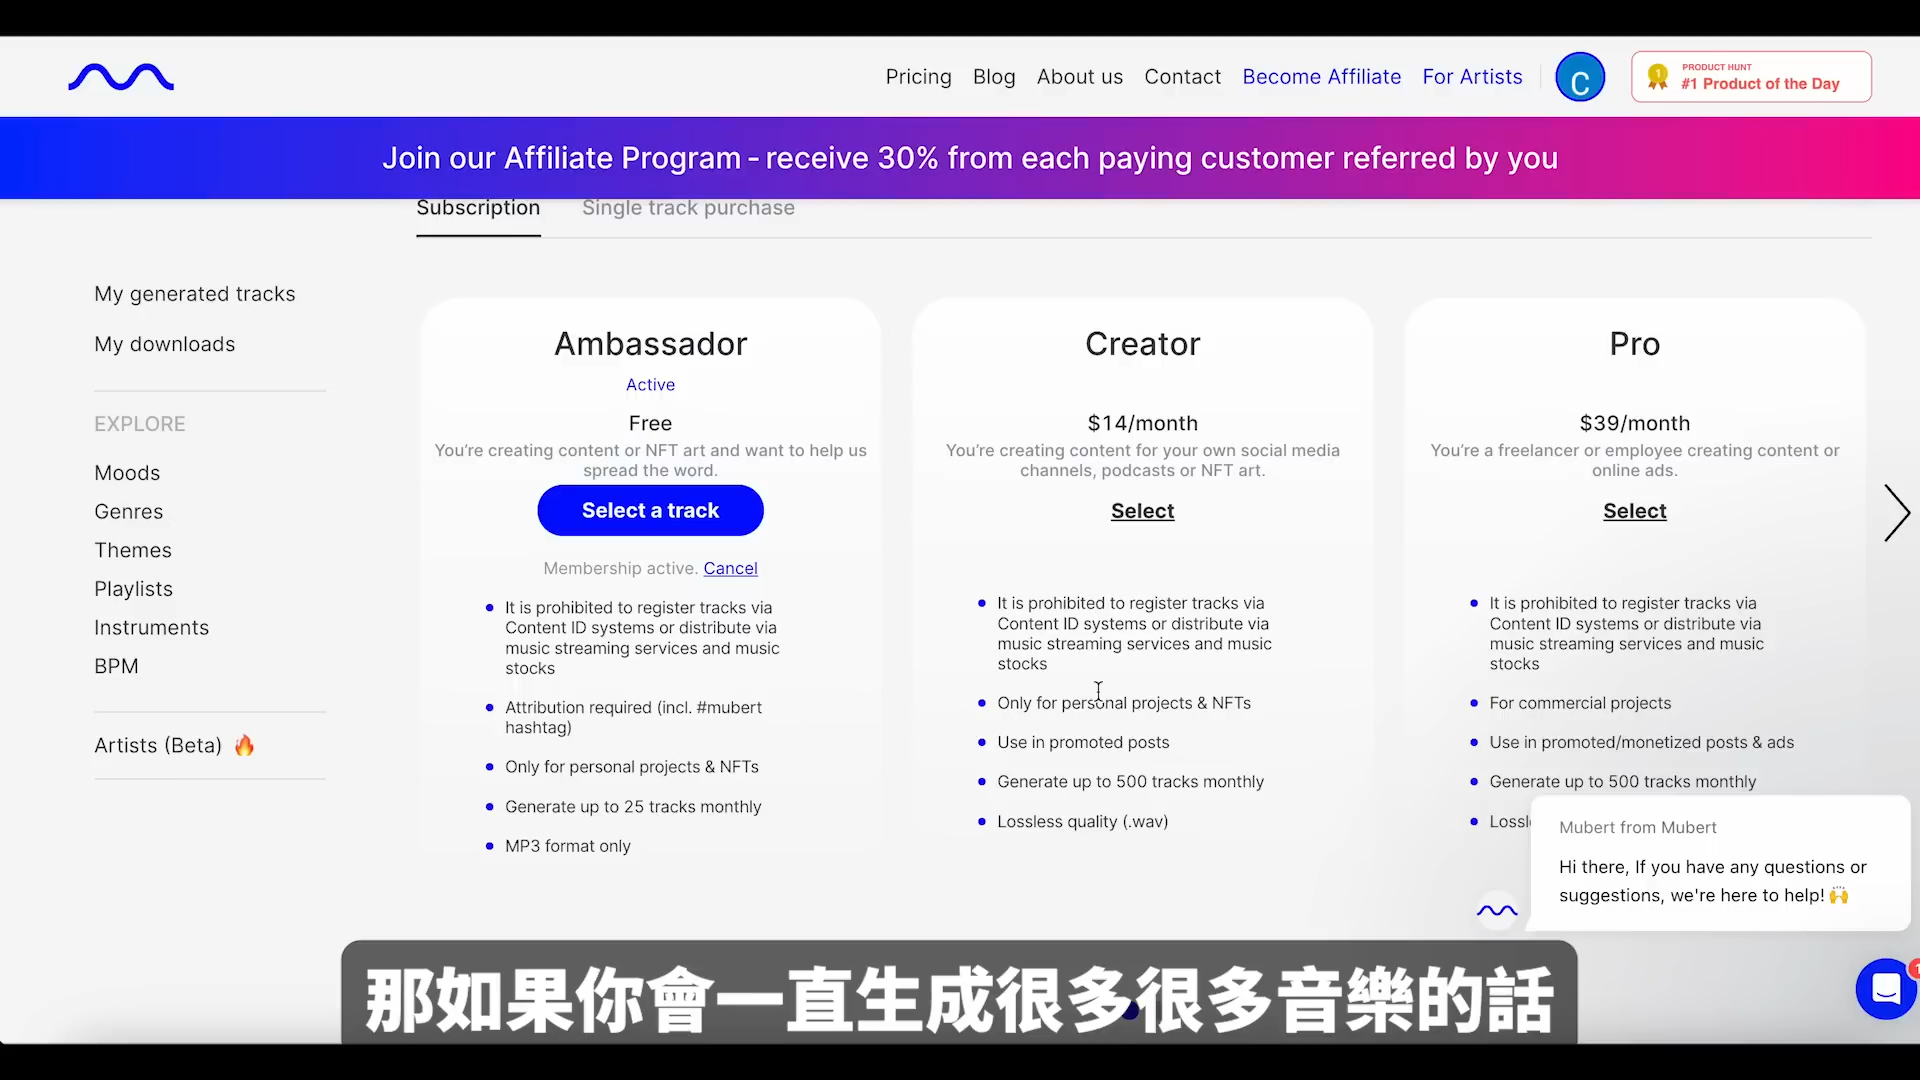 Pricing Blog About us Contact Become Affiliate For Artists C PRODUCT HUNT
#1 Product of the Day
Join our Affiliate Program - receive 30% from each paying customer referred by you
Subscription Single track purchase
My generated tracks
My downloads
EXPLORE
Moods
Genres
Themes
Playlists
Instruments
BPM
Artists (Beta) 🔥
Ambassador
Active
Free
You’re creating content or NFT art and want to help us
spread the word.
Select a track
Membership active. Cancel
It is prohibited to register tracks via
Content ID systems or distribute via
music streaming services and music
stocks
Attribution required (incl. #mubert
hashtag)
Only for personal projects & NFTs
Generate up to 25 tracks monthly
MP3 format only
Creator
$14/month
You’re creating content for your own social media
channels, podcasts or NFT art.
Select
It is prohibited to register tracks via
Content ID systems or distribute via
music streaming services and music
stocks
Only for personal projects & NFTs
Use in promoted posts
Generate up to 500 tracks monthly
Lossless quality (.wav)
Pro
$39/month
You’re a freelancer or employee creating content or
online ads.
Select
It is prohibited to register tracks via
Content ID systems or distribute via
music streaming services and music
stocks
For commercial projects
Use in promoted/monetized posts & ads
Generate up to 500 tracks monthly
Mubert from Mubert
Hi there, If you have any questions or
suggestions, we're here to help! 🙌
那如果你會一直生成很多很多音樂的話